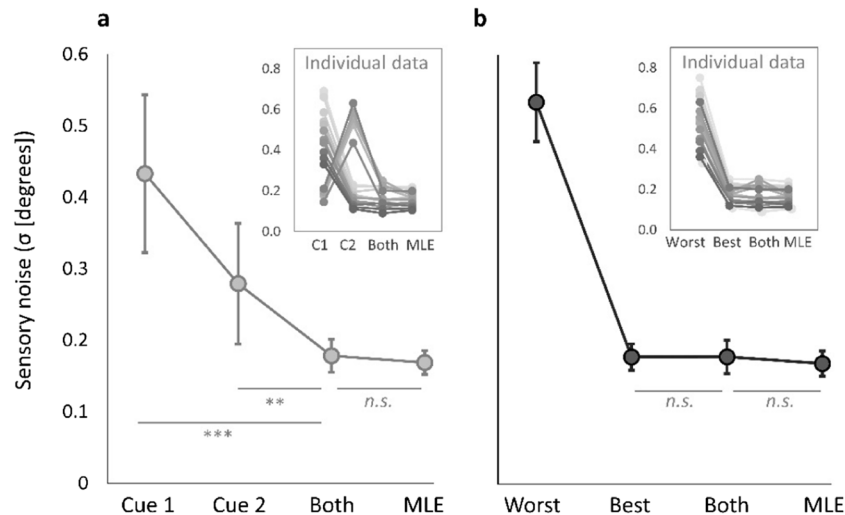 a
b
Sensory noise (σ [degrees])
0.6
0.5
0.4
0.3
0.2
0.1
0
Individual data
0.8
0.6
0.4
0.2
0.0
C1 C2 Both MLE
** n.s.
***
Cue 1 Cue 2 Both MLE
Individual data
0.8
0.6
0.4
0.2
0.0
Worst Best Both MLE
n.s. n.s.
Worst Best Both MLE